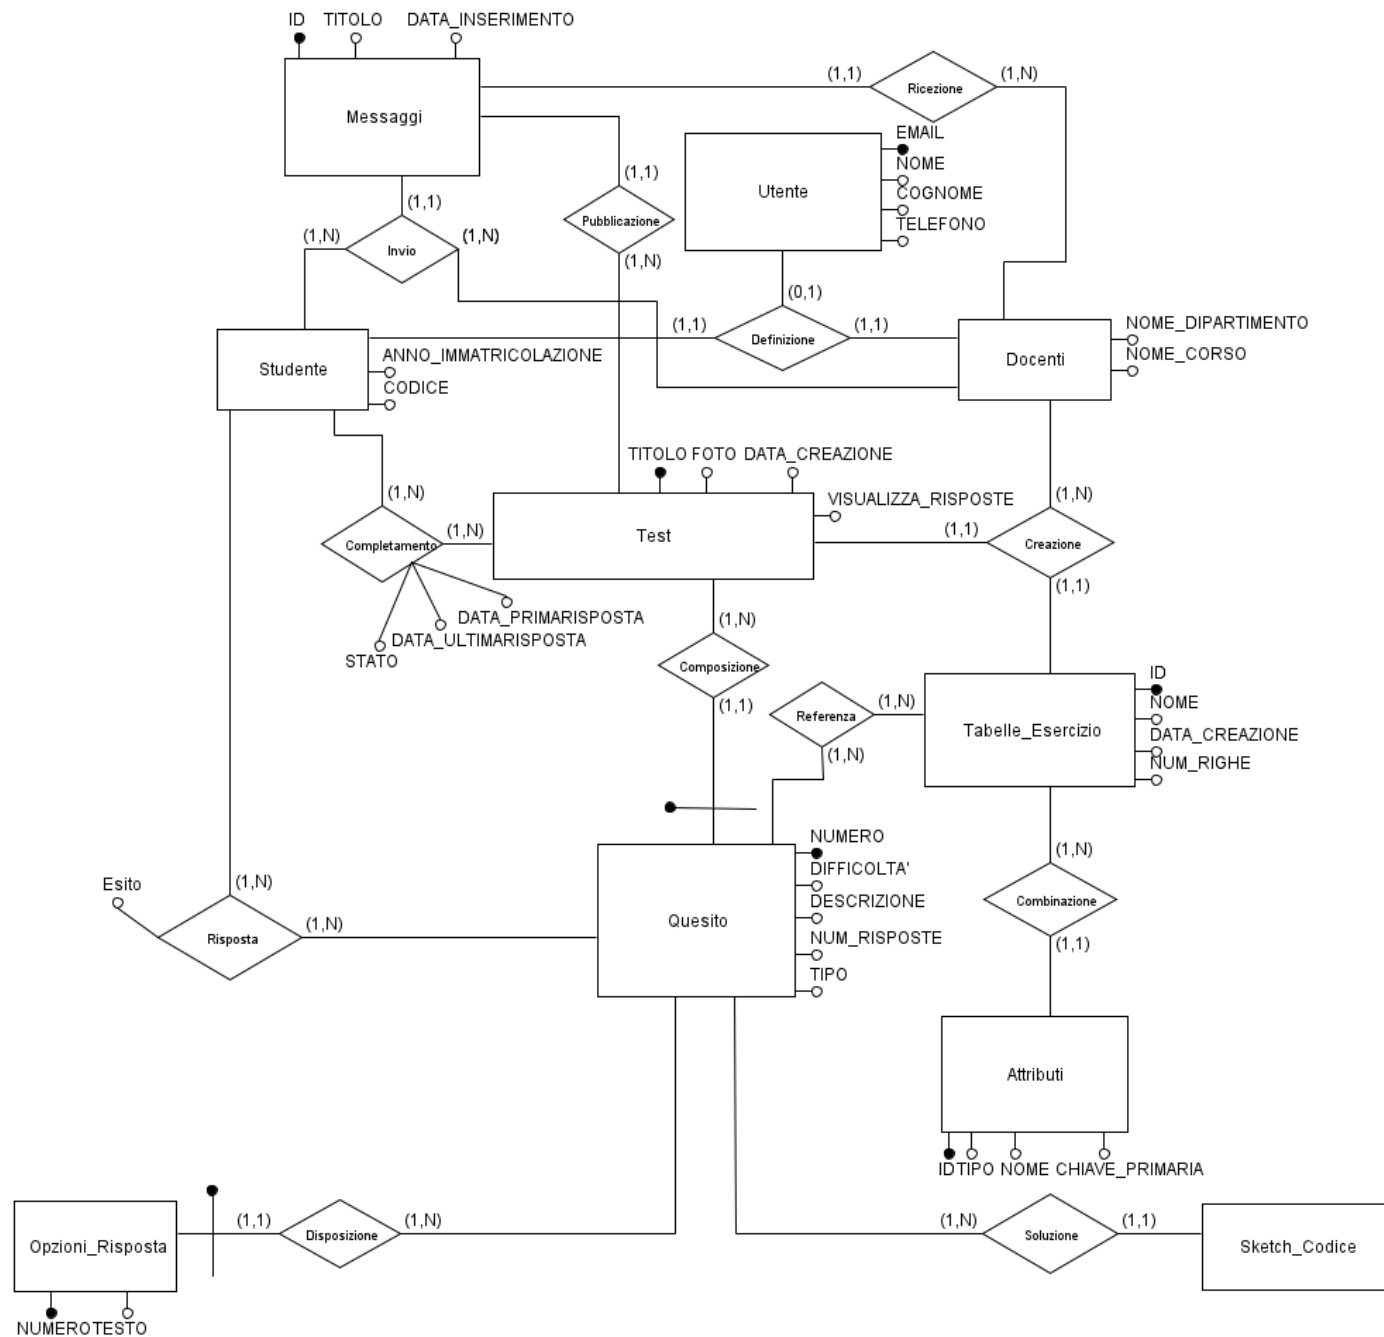 ID TITOLO DATA_INSERIMENTO
Messaggi
(1,1)
Ricezione
(1,N)
EMAIL
NOME
COGNOME
TELEFONO
Utente
(1,1)
Pubblicazione
(1,N)
(1,1)
(1,N)
Invio
(1,N)
(0,1)
(1,1)
Definizione
(1,1)
Studente
ANNO_IMMATRICOLAZIONE
CODICE
Docenti
NOME_DIPARTIMENTO
NOME_CORSO
TITOLO FOTO DATA_CREAZIONE
VISUALIZZA_RISPOSTE
Test
(1,N)
Completamento
(1,N)
DATA_PRIMARISPOSTA
DATA_ULTIMARISPOSTA
STATO
(1,N)
(1,1)
Creazione
(1,1)
(1,N)
Composizione
(1,1)
Referenza
(1,N)
(1,N)
Tabelle_Esercizio
ID
NOME
DATA_CREAZIONE
NUM_RIGHE
NUMERO
DIFFICOLTA'
DESCRIZIONE
NUM_RISPOSTE
TIPO
Quesito
Esito
(1,N)
Risposta
(1,N)
(1,N)
Combinazione
(1,1)
Attributi
ID TIPO NOME CHIAVE_PRIMARIA
Opzioni_Risposta
(1,1)
Disposizione
(1,N)
(1,N)
Soluzione
(1,1)
Sketch_Codice
NUMERO TESTO